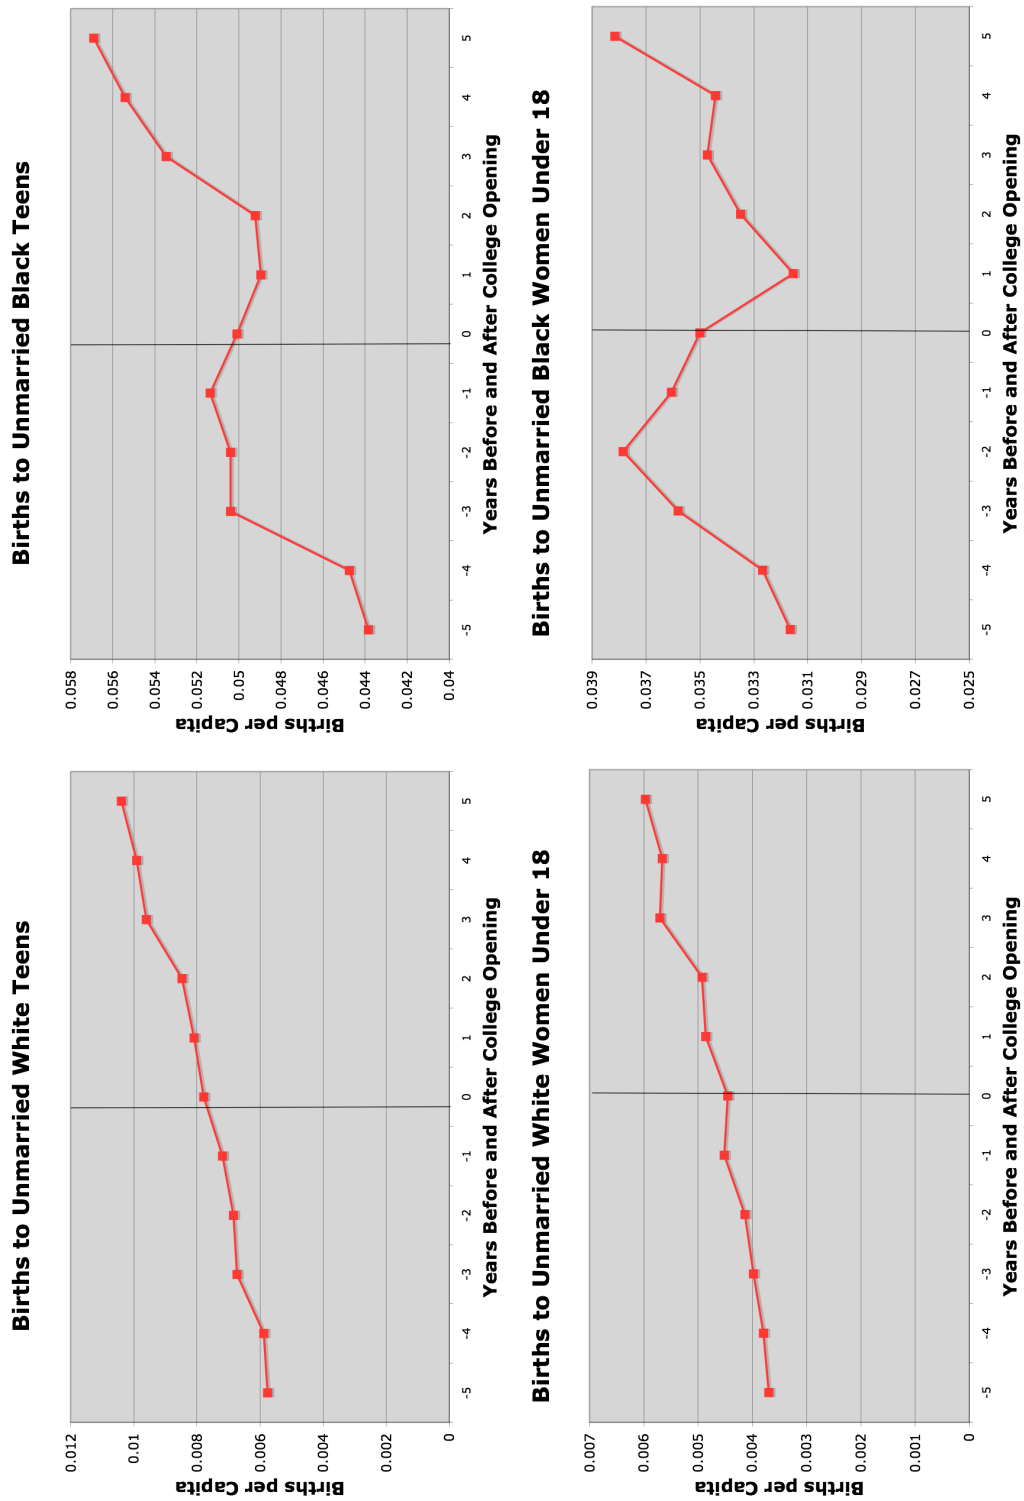 Births to Unmarried White Teens
Births per Capita
0.012
0.01
0.008
0.006
0.004
0.002
0
-5 -4 -3 -2 -1 0 1 2 3 4 5
Years Before and After College Opening
Births to Unmarried Black Teens
Births per Capita
0.058
0.056
0.054
0.052
0.05
0.048
0.046
0.044
0.042
0.04
-5 -4 -3 -2 -1 0 1 2 3 4 5
Years Before and After College Opening
Births to Unmarried White Women Under 18
Births per Capita
0.007
0.006
0.005
0.004
0.003
0.002
0.001
0
-5 -4 -3 -2 -1 0 1 2 3 4 5
Years Before and After College Opening
Births to Unmarried Black Women Under 18
Births per Capita
0.039
0.037
0.035
0.033
0.031
0.029
0.027
0.025
-5 -4 -3 -2 -1 0 1 2 3 4 5
Years Before and After College Opening